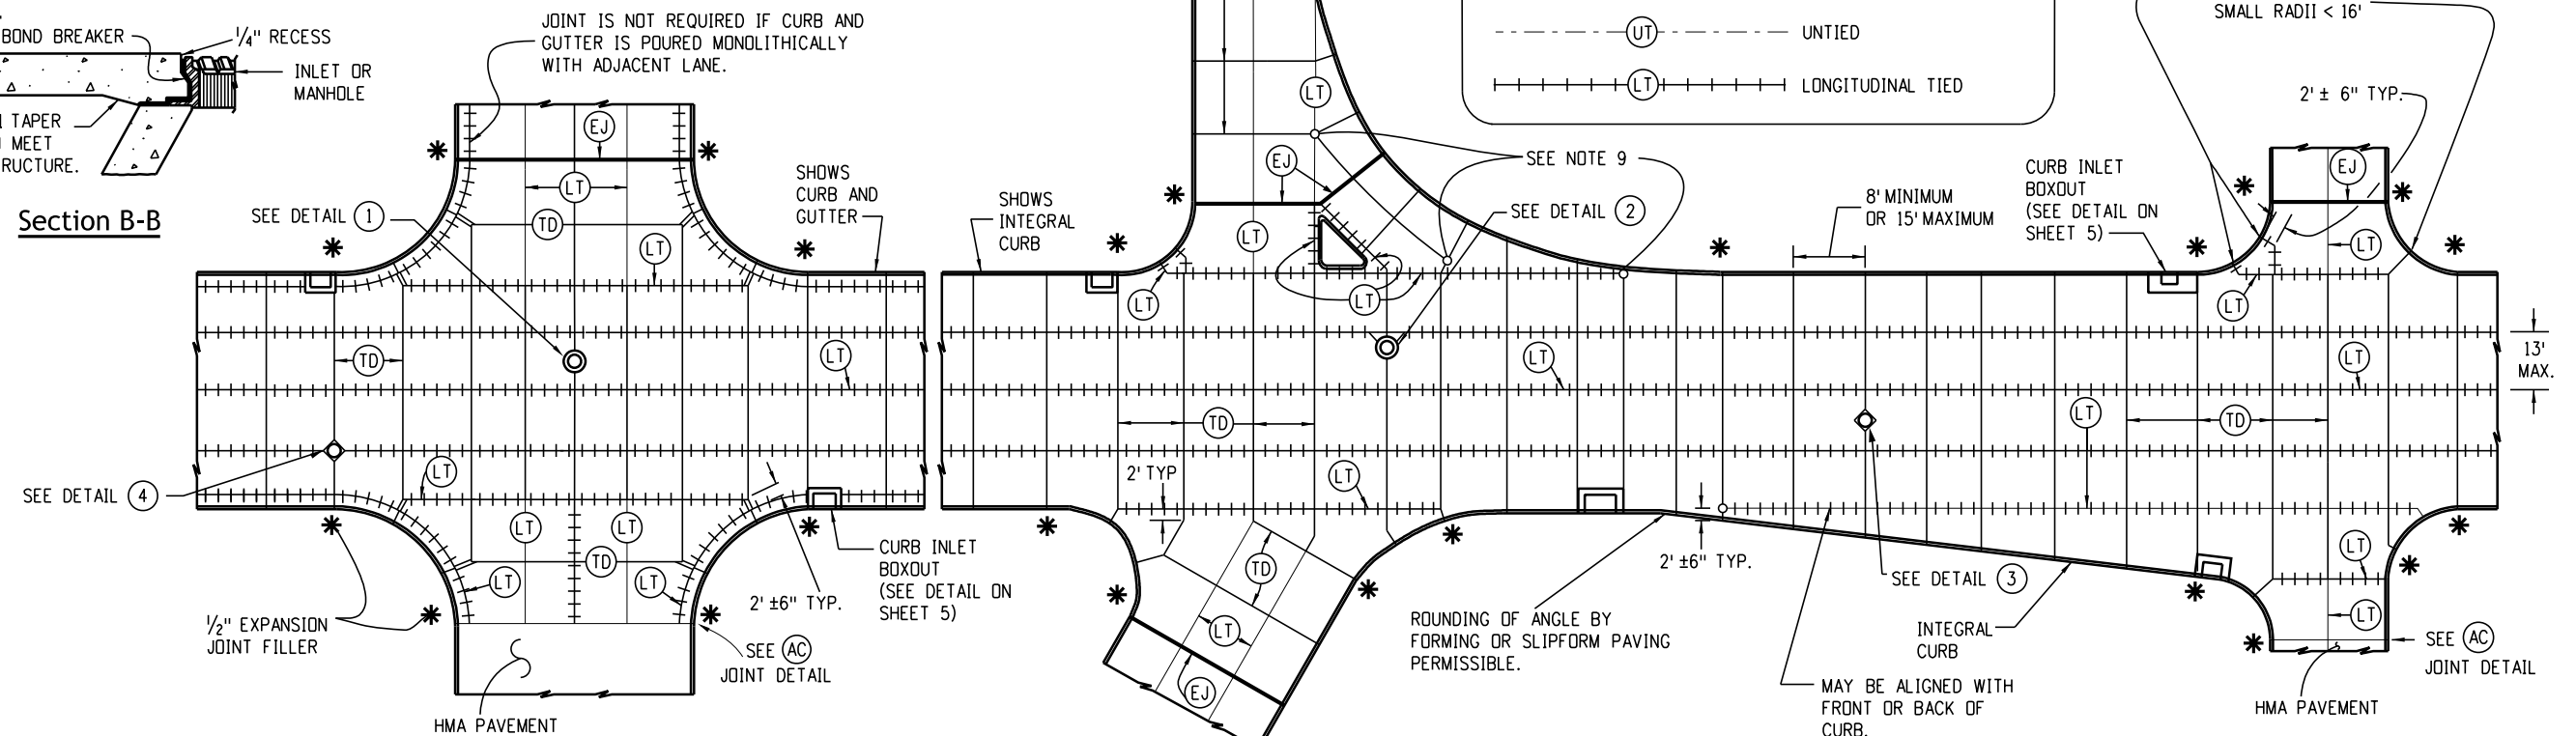 BOND BREAKER
1/4" RECESS
INLET OR
MANHOLE
TAPER
MEET
RUCTURE.
Section B-B
JOINT IS NOT REQUIRED IF CURB AND
GUTTER IS POURED MONOLITHICALLY
WITH ADJACENT LANE.
EJ
LT
TD
LT
SEE DETAIL 1
SHOWS
CURB AND
GUTTER
TD
LT
SEE DETAIL 4
LT
LT
LT
TD
LT
LT
2' ±6" TYP.
1/2" EXPANSION
JOINT FILLER
SEE AC
JOINT DETAIL
HMA PAVEMENT
CURB INLET
BOXOUT
(SEE DETAIL ON
SHEET 5)
SHOWS
INTEGRAL
CURB
LT
EJ
LT
LT
LT
UT UNTIED
LT LONGITUDINAL TIED
SEE NOTE 9
SEE DETAIL 2
LT
TD
2' TYP
LT
TD
LT
EJ
ROUNDING OF ANGLE BY
FORMING OR SLIPFORM PAVING
PERMISSIBLE.
2' ±6" TYP.
8' MINIMUM
OR 15' MAXIMUM
CURB INLET
BOXOUT
(SEE DETAIL ON
SHEET 5)
SMALL RADII < 16'
2' ± 6" TYP.
EJ
LT
LT
LT
13'
MAX.
LT
TD
SEE DETAIL 3
INTEGRAL
CURB
MAY BE ALIGNED WITH
FRONT OR BACK OF
CURB.
LT
LT
SEE AC
JOINT DETAIL
HMA PAVEMENT